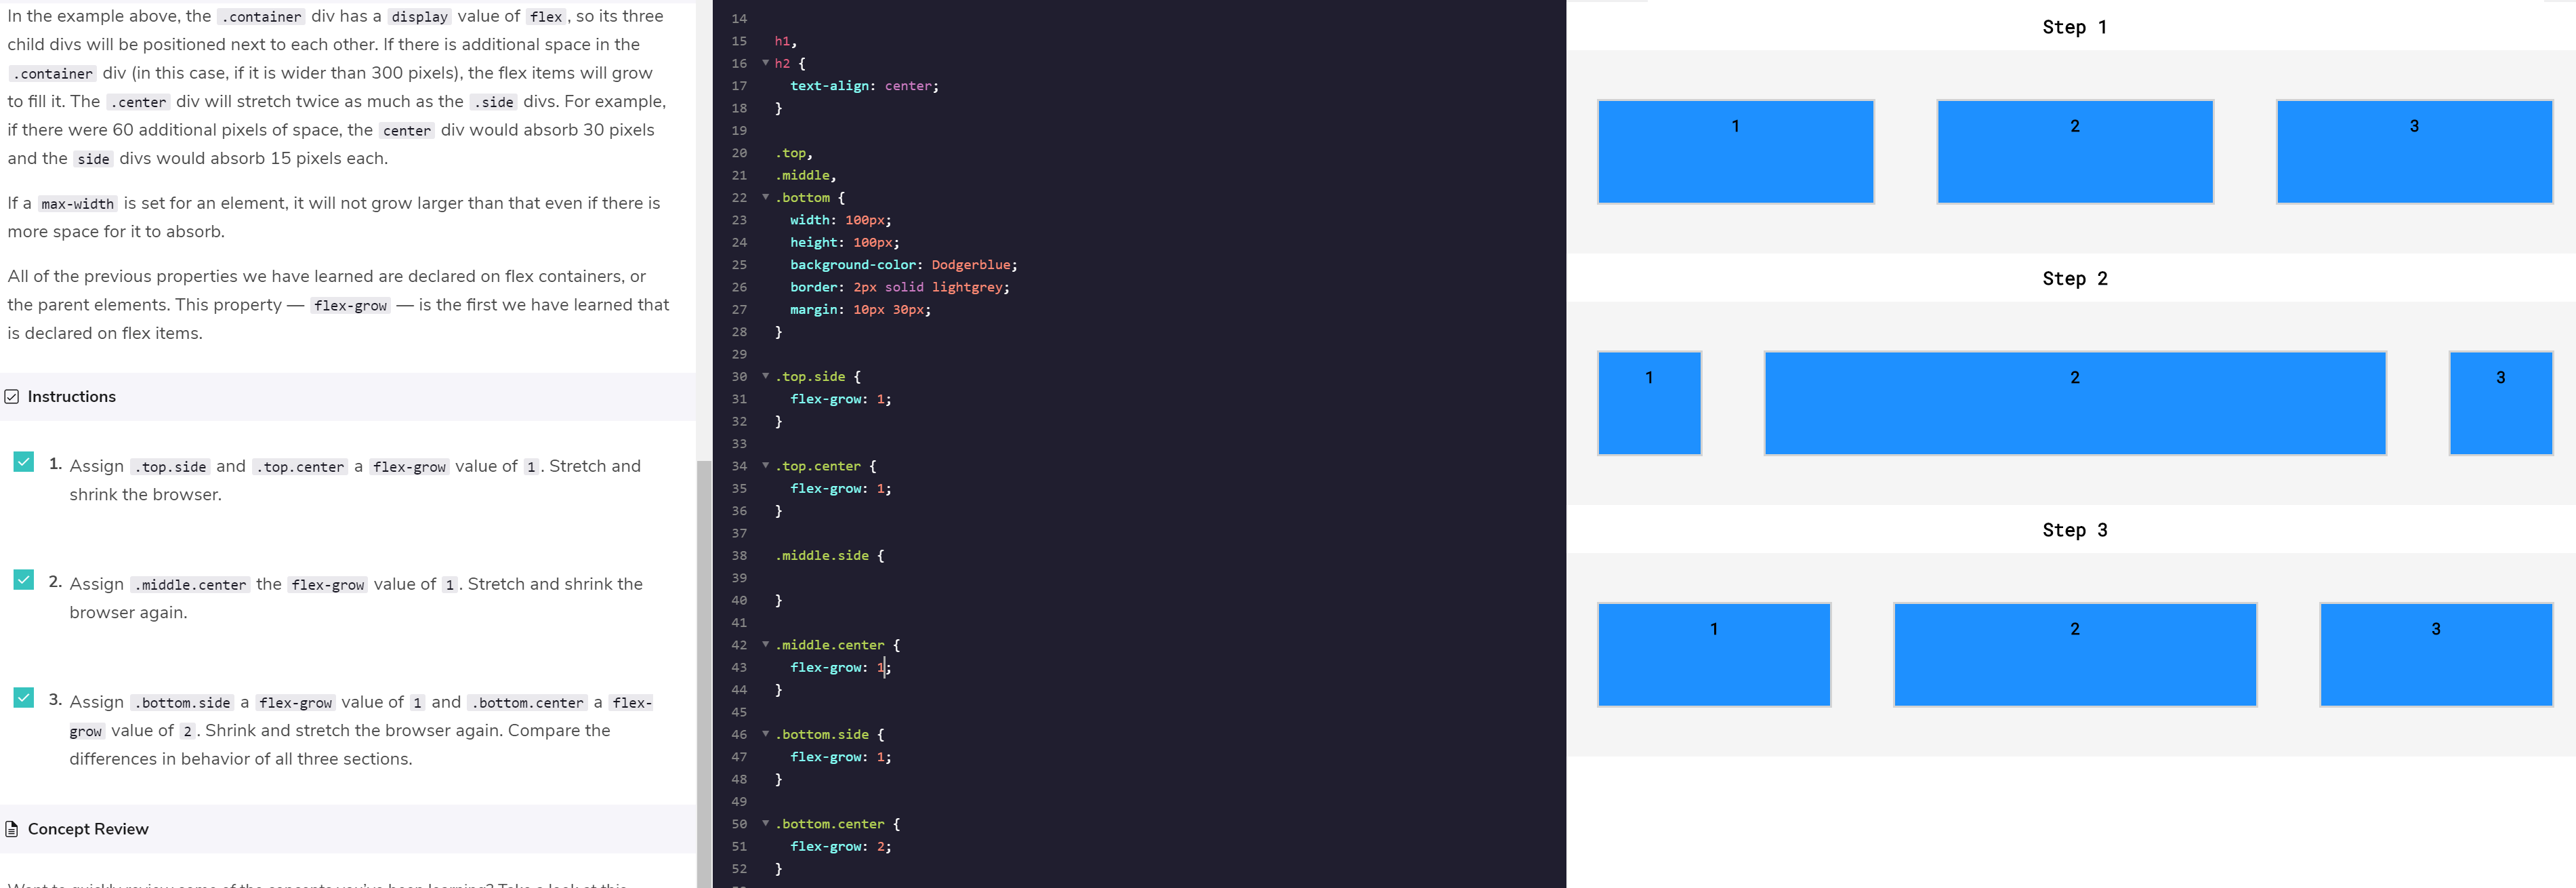 In the example above, the .container div has a display value of flex, so its three
child divs will be positioned next to each other. If there is additional space in the
.container div (in this case, if it is wider than 300 pixels), the flex items will grow
to fill it. The .center div will stretch twice as much as the .side divs. For example,
if there were 60 additional pixels of space, the center div would absorb 30 pixels
and the side divs would absorb 15 pixels each.
If a max-width is set for an element, it will not grow larger than that even if there is
more space for it to absorb.
All of the previous properties we have learned are declared on flex containers, or
the parent elements. This property — flex-grow — is the first we have learned that
is declared on flex items.
Instructions
1. Assign .top.side and .top.center a flex-grow value of 1. Stretch and
shrink the browser.
2. Assign .middle.center the flex-grow value of 1. Stretch and shrink the
browser again.
3. Assign .bottom.side a flex-grow value of 1 and .bottom.center a flex-
grow value of 2. Shrink and stretch the browser again. Compare the
differences in behavior of all three sections.
Concept Review
14
15 h1,
16 h2 {
17 text-align: center;
18 }
19
20 .top,
21 .middle,
22 .bottom {
23 width: 100px;
24 height: 100px;
25 background-color: Dodgerblue;
26 border: 2px solid lightgrey;
27 margin: 10px 30px;
28 }
29
30 .top.side {
31 flex-grow: 1;
32 }
33
34 .top.center {
35 flex-grow: 1;
36 }
37
38 .middle.side {
39
40 }
41
42 .middle.center {
43 flex-grow: 1;
44 }
45
46 .bottom.side {
47 flex-grow: 1;
48 }
49
50 .bottom.center {
51 flex-grow: 2;
52 }
Step 1
1 2 3
Step 2
1 2 3
Step 3
1 2 3